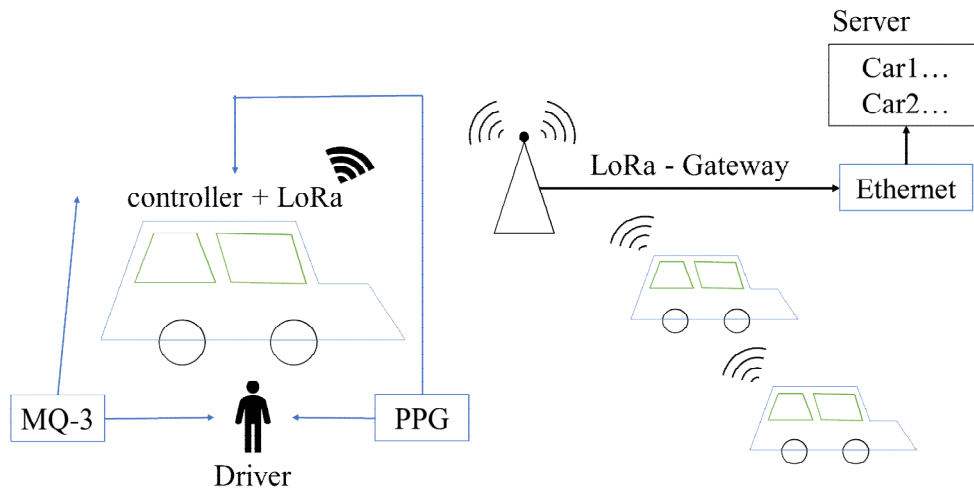 Server
Car1…
Car2…
LoRa - Gateway
Ethernet
controller + LoRa
MQ-3
PPG
Driver